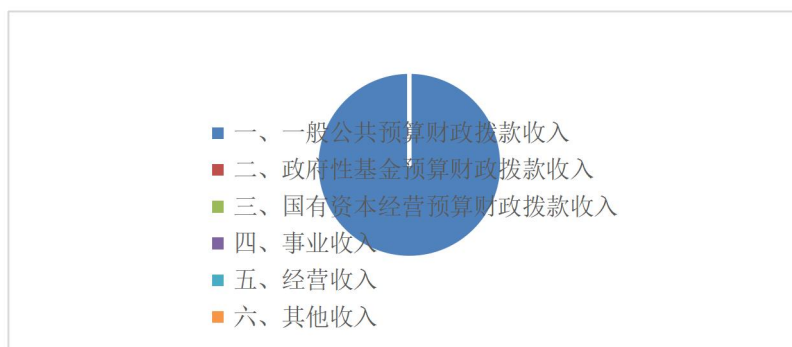 一、一般公共预算财政拨款收入
二、政府性基金预算财政拨款收入
三、国有资本经营预算财政拨款收入
四、事业收入
五、经营收入
六、其他收入